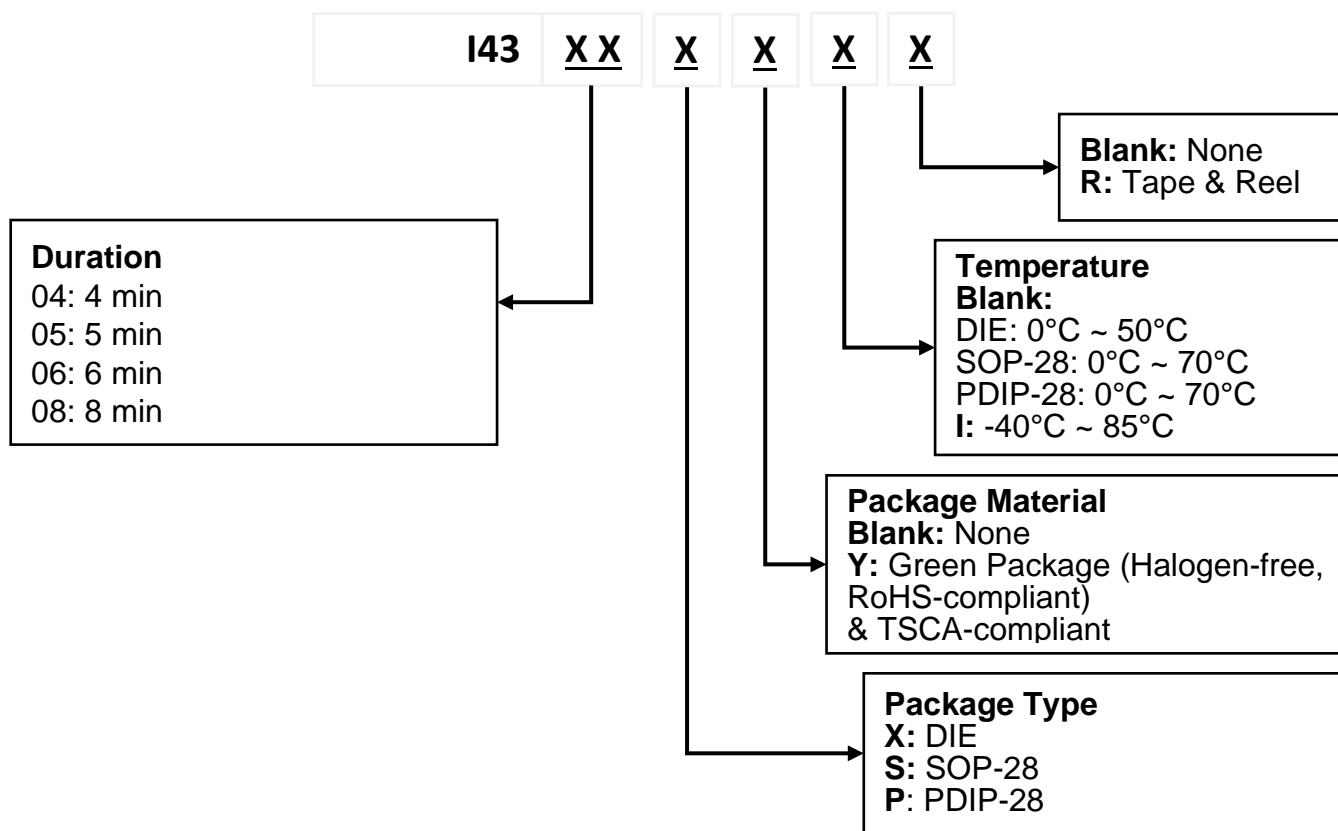 I43 X X X X X X
Blank: None
R: Tape & Reel
Duration
04: 4 min
05: 5 min
06: 6 min
08: 8 min
Temperature
Blank:
DIE: 0°C ~ 50°C
SOP-28: 0°C ~ 70°C
PDIP-28: 0°C ~ 70°C
I: -40°C ~ 85°C
Package Material
Blank: None
Y: Green Package (Halogen-free,
RoHS-compliant)
& TSCA-compliant
Package Type
X: DIE
S: SOP-28
P: PDIP-28